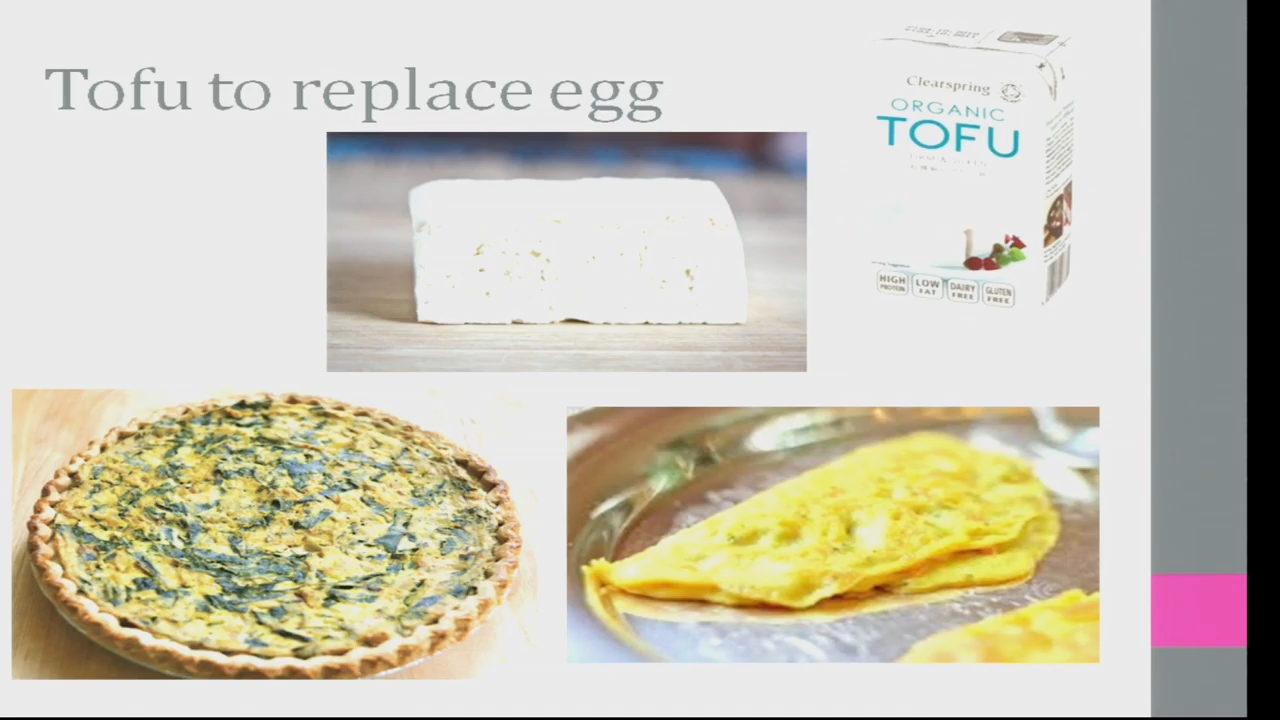 Tofu to replace egg
Clearspring
ORGANIC
TOFU
HIGH PROTEIN
LOW FAT
DAIRY FREE
GLUTEN FREE